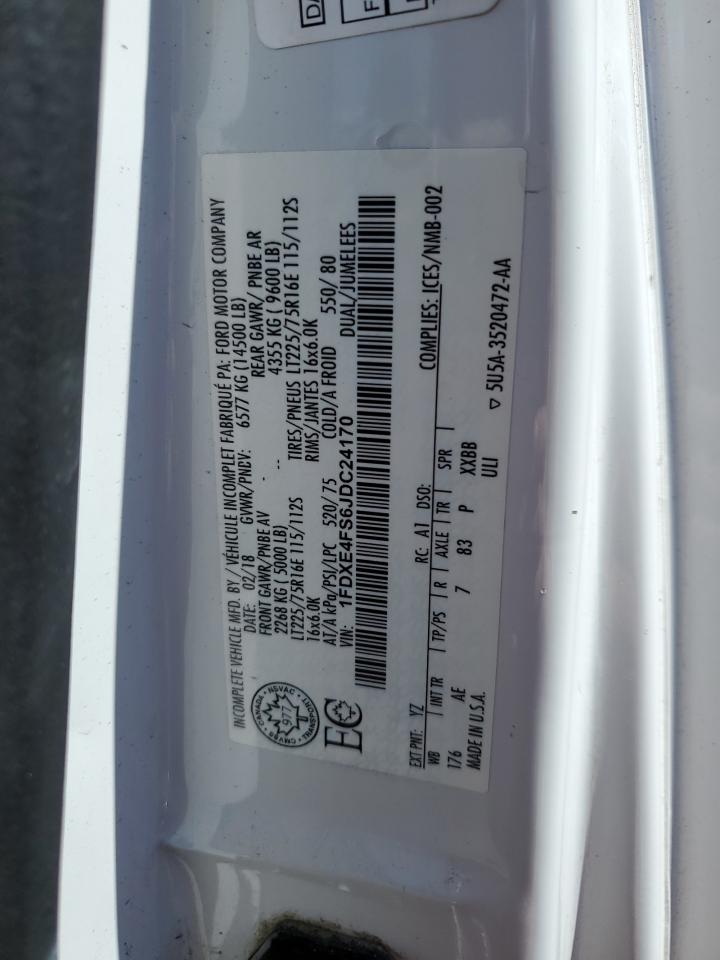 INCOMPLETE VEHICLE MFD. BY / VÉHICULE INCOMPLET FABRIQUÉ PA: FORD MOTOR COMPANY
DATE: 02/18 GVWR/PNBV: 6577 KG (14500 LB)
FRONT GAWR/PNBE AV REAR GAWR/ PNBE AR
2268 KG ( 5000 LB) 4355 KG ( 9600 LB)
LT225/75R16E 115/112S TIRES/PNEUS LT225/75R16E 115/112S
16x6.0K RIMS/JANTES 16x6.0K
AT/A kPa/PSI/LPC 520/75 COLD/A FROID 550/ 80
VIN: 1FDXE4FS6JDC24170 DUAL/JUMELEES
CMVSS · CANADA · NSVAC · TRANSPORT
977
EC
EXT PNT: YZ RC: A1 DSO: COMPLIES: ICES/NMB-002
WB INT TR TP/PS R AXLE TR SPR
176 AE 7 83 P XXBB
ULI
MADE IN U.S.A. ▽ 5U5A-3520472-AA